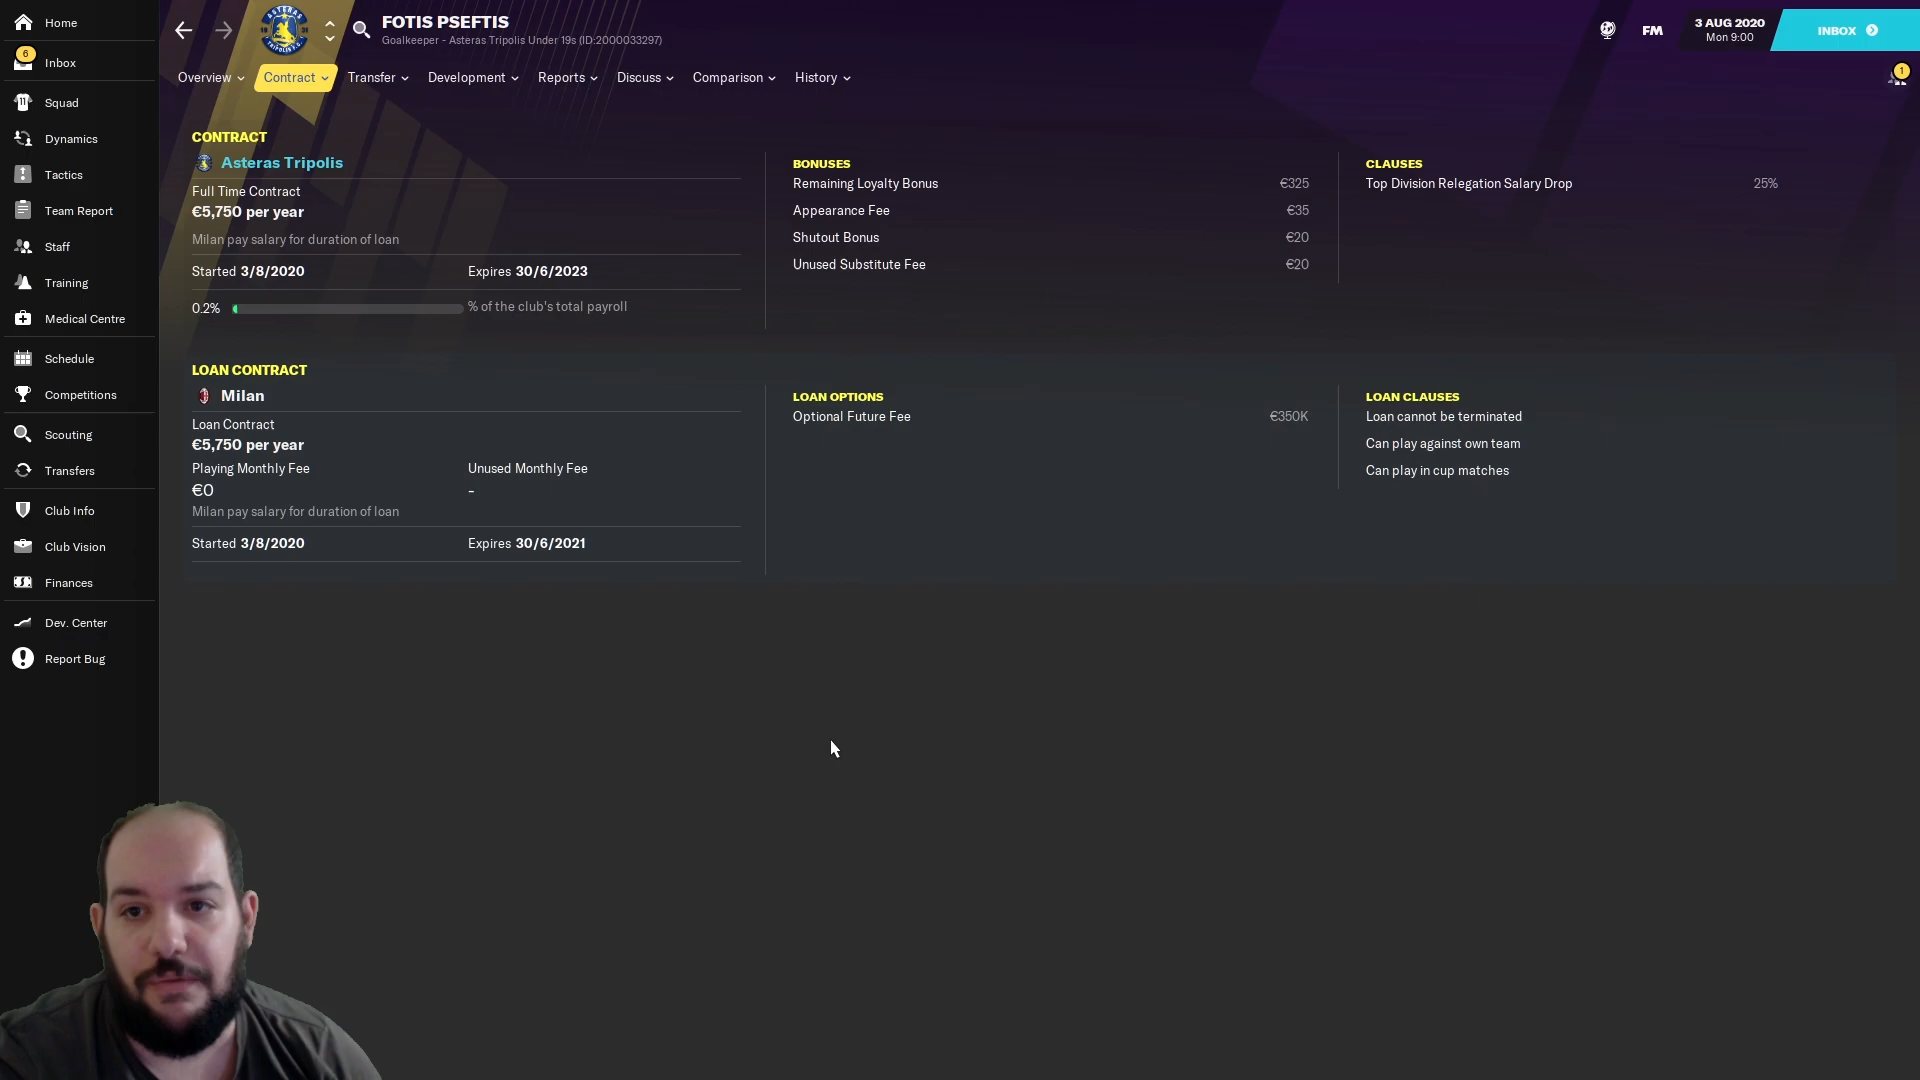 Home
6
Inbox
Squad
Dynamics
Tactics
Team Report
Staff
Training
Medical Centre
Schedule
Competitions
Scouting
Transfers
Club Info
Club Vision
Finances
Dev. Center
Report Bug
FOTIS PSEFTIS
Goalkeeper - Asteras Tripolis Under 19s (ID:2000033297)
FM
3 AUG 2020
Mon 9:00
INBOX
1
Overview Contract Transfer Development Reports Discuss Comparison History
CONTRACT
Asteras Tripolis
Full Time Contract
€5,750 per year
Milan pay salary for duration of loan
Started 3/8/2020 Expires 30/6/2023
0.2% % of the club's total payroll
BONUSES
Remaining Loyalty Bonus €325
Appearance Fee €35
Shutout Bonus €20
Unused Substitute Fee €20
CLAUSES
Top Division Relegation Salary Drop 25%
LOAN CONTRACT
Milan
Loan Contract
€5,750 per year
Playing Monthly Fee Unused Monthly Fee
€0 -
Milan pay salary for duration of loan
Started 3/8/2020 Expires 30/6/2021
LOAN OPTIONS
Optional Future Fee €350K
LOAN CLAUSES
Loan cannot be terminated
Can play against own team
Can play in cup matches